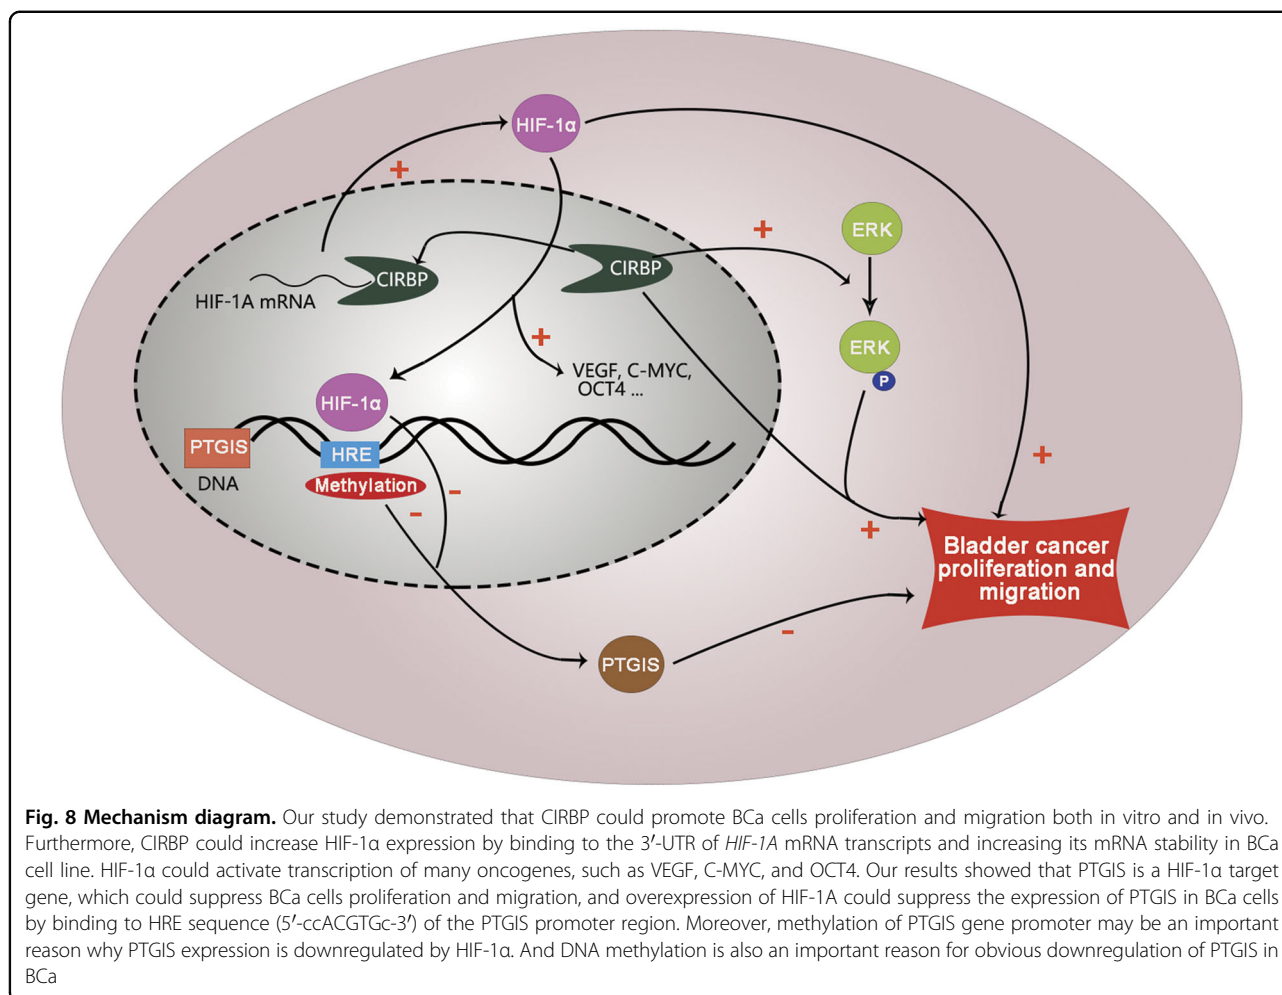 HIF-1α
+
ERK
+
CIRBP
CIRBP
HIF-1A mRNA
+
ERK
P
VEGF, C-MYC,
OCT4 ...
HIF-1α
PTGIS
HRE
DNA
Methylation
-
-
+
+
Bladder cancer
proliferation and
migration
-
PTGIS
Fig. 8 Mechanism diagram. Our study demonstrated that CIRBP could promote BCa cells proliferation and migration both in vitro and in vivo.
Furthermore, CIRBP could increase HIF-1α expression by binding to the 3′-UTR of HIF-1A mRNA transcripts and increasing its mRNA stability in BCa
cell line. HIF-1α could activate transcription of many oncogenes, such as VEGF, C-MYC, and OCT4. Our results showed that PTGIS is a HIF-1α target
gene, which could suppress BCa cells proliferation and migration, and overexpression of HIF-1A could suppress the expression of PTGIS in BCa cells
by binding to HRE sequence (5′-ccACGTGc-3′) of the PTGIS promoter region. Moreover, methylation of PTGIS gene promoter may be an important
reason why PTGIS expression is downregulated by HIF-1α. And DNA methylation is also an important reason for obvious downregulation of PTGIS in
BCa